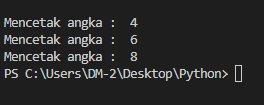 Mencetak angka :  4
Mencetak angka :  6
Mencetak angka :  8
PS C:\Users\DM-2\Desktop\Python>